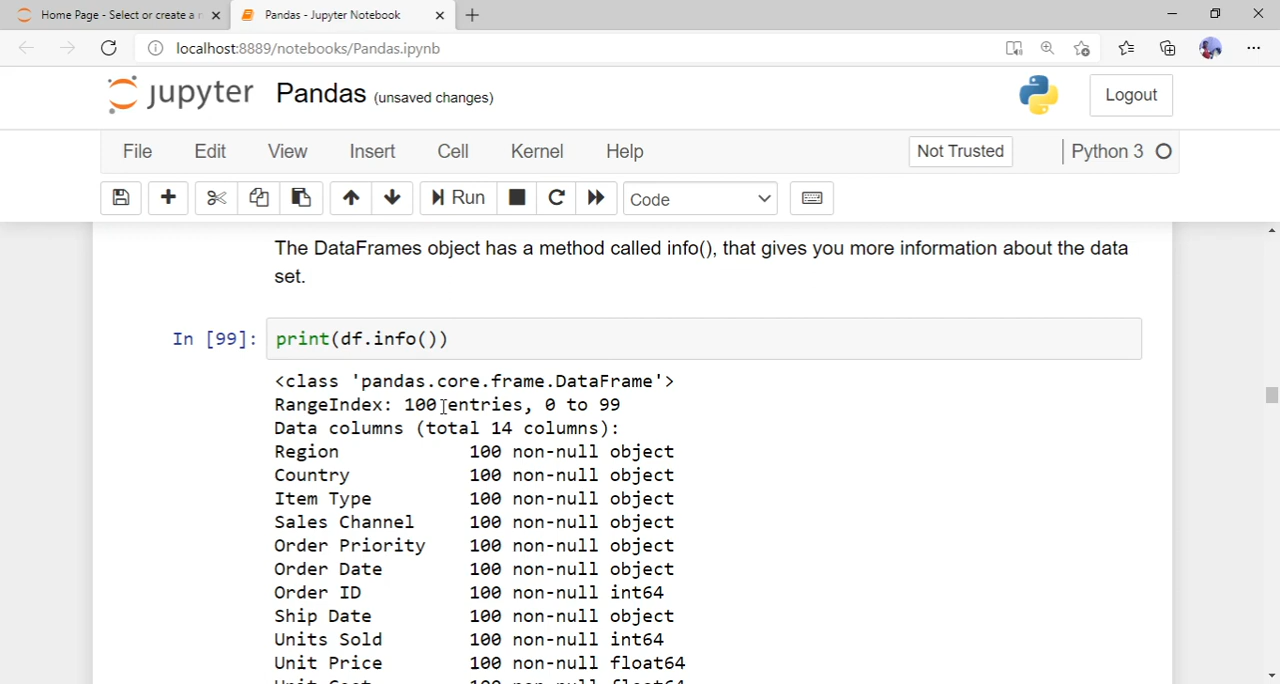 Home Page - Select or create a
Pandas - Jupyter Notebook
localhost:8889/notebooks/Pandas.ipynb
jupyter Pandas (unsaved changes)
Logout
File Edit View Insert Cell Kernel Help
Not Trusted
Python 3
Run
Code
The DataFrames object has a method called info(), that gives you more information about the data
set.
In [99]: print(df.info())
<class 'pandas.core.frame.DataFrame'>
RangeIndex: 100 entries, 0 to 99
Data columns (total 14 columns):
Region 100 non-null object
Country 100 non-null object
Item Type 100 non-null object
Sales Channel 100 non-null object
Order Priority 100 non-null object
Order Date 100 non-null object
Order ID 100 non-null int64
Ship Date 100 non-null object
Units Sold 100 non-null int64
Unit Price 100 non-null float64